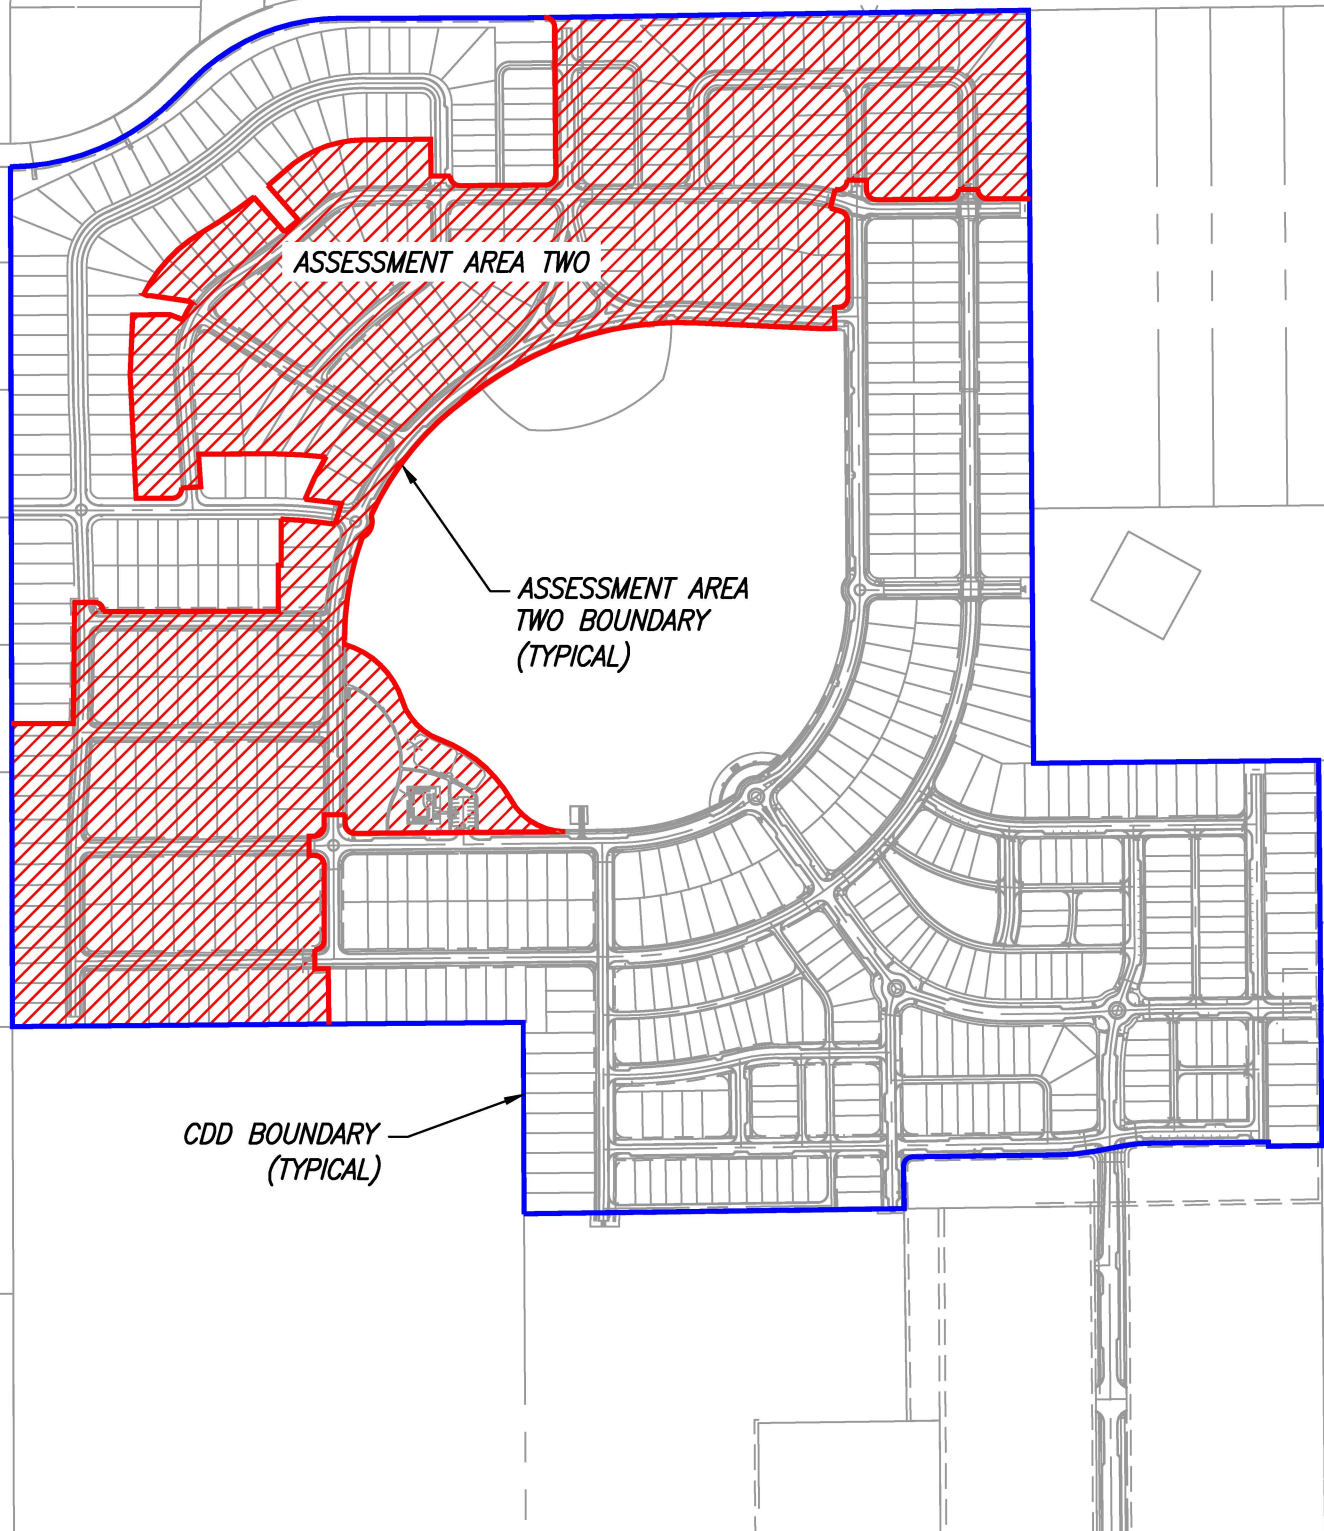 ASSESSMENT AREA TWO
ASSESSMENT AREA
TWO BOUNDARY
(TYPICAL)
CDD BOUNDARY
(TYPICAL)